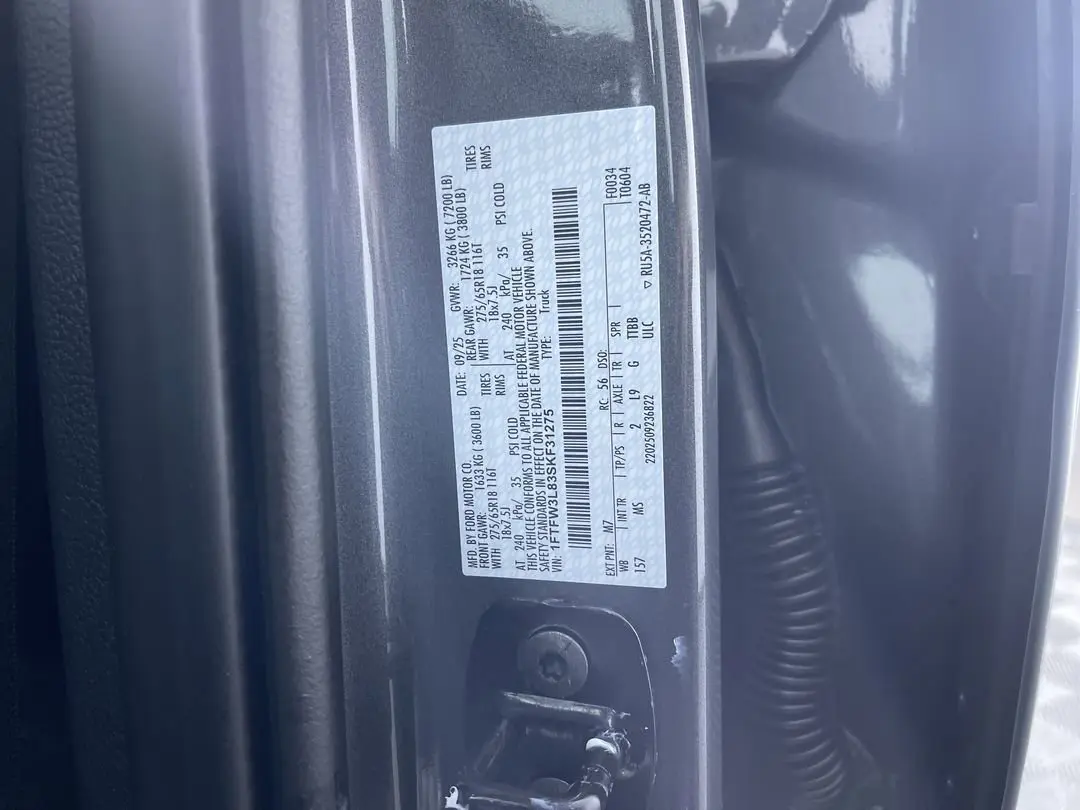 MFD. BY FORD MOTOR CO.
DATE: 09/25 GVWR: 3266 KG ( 7200 LB)
FRONT GAWR: 1633 KG ( 3600 LB) REAR GAWR: 1724 KG ( 3800 LB)
WITH 275/65R18 116T TIRES WITH 275/65R18 116T TIRES
18x7.5J RIMS 18x7.5J RIMS
AT 240 kPa/ 35 PSI COLD AT 240 kPa/ 35 PSI COLD
THIS VEHICLE CONFORMS TO ALL APPLICABLE FEDERAL MOTOR VEHICLE
SAFETY STANDARDS IN EFFECT ON THE DATE OF MANUFACTURE SHOWN ABOVE.
VIN: 1FTFW3L83SKF31275 TYPE: Truck
F0034
T0604
EXT PNT: M7 RC: 56 DSO:
WB INT TR TP/PS R AXLE TR SPR
157 MS 2 L9 G TTBB
2202509236822 ULC
▽ RU5A-3520472-AB